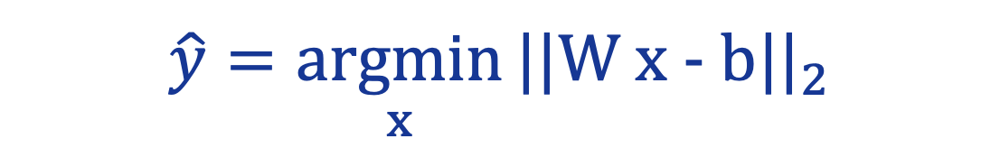 ŷ = argmin ||W x - b||₂
x